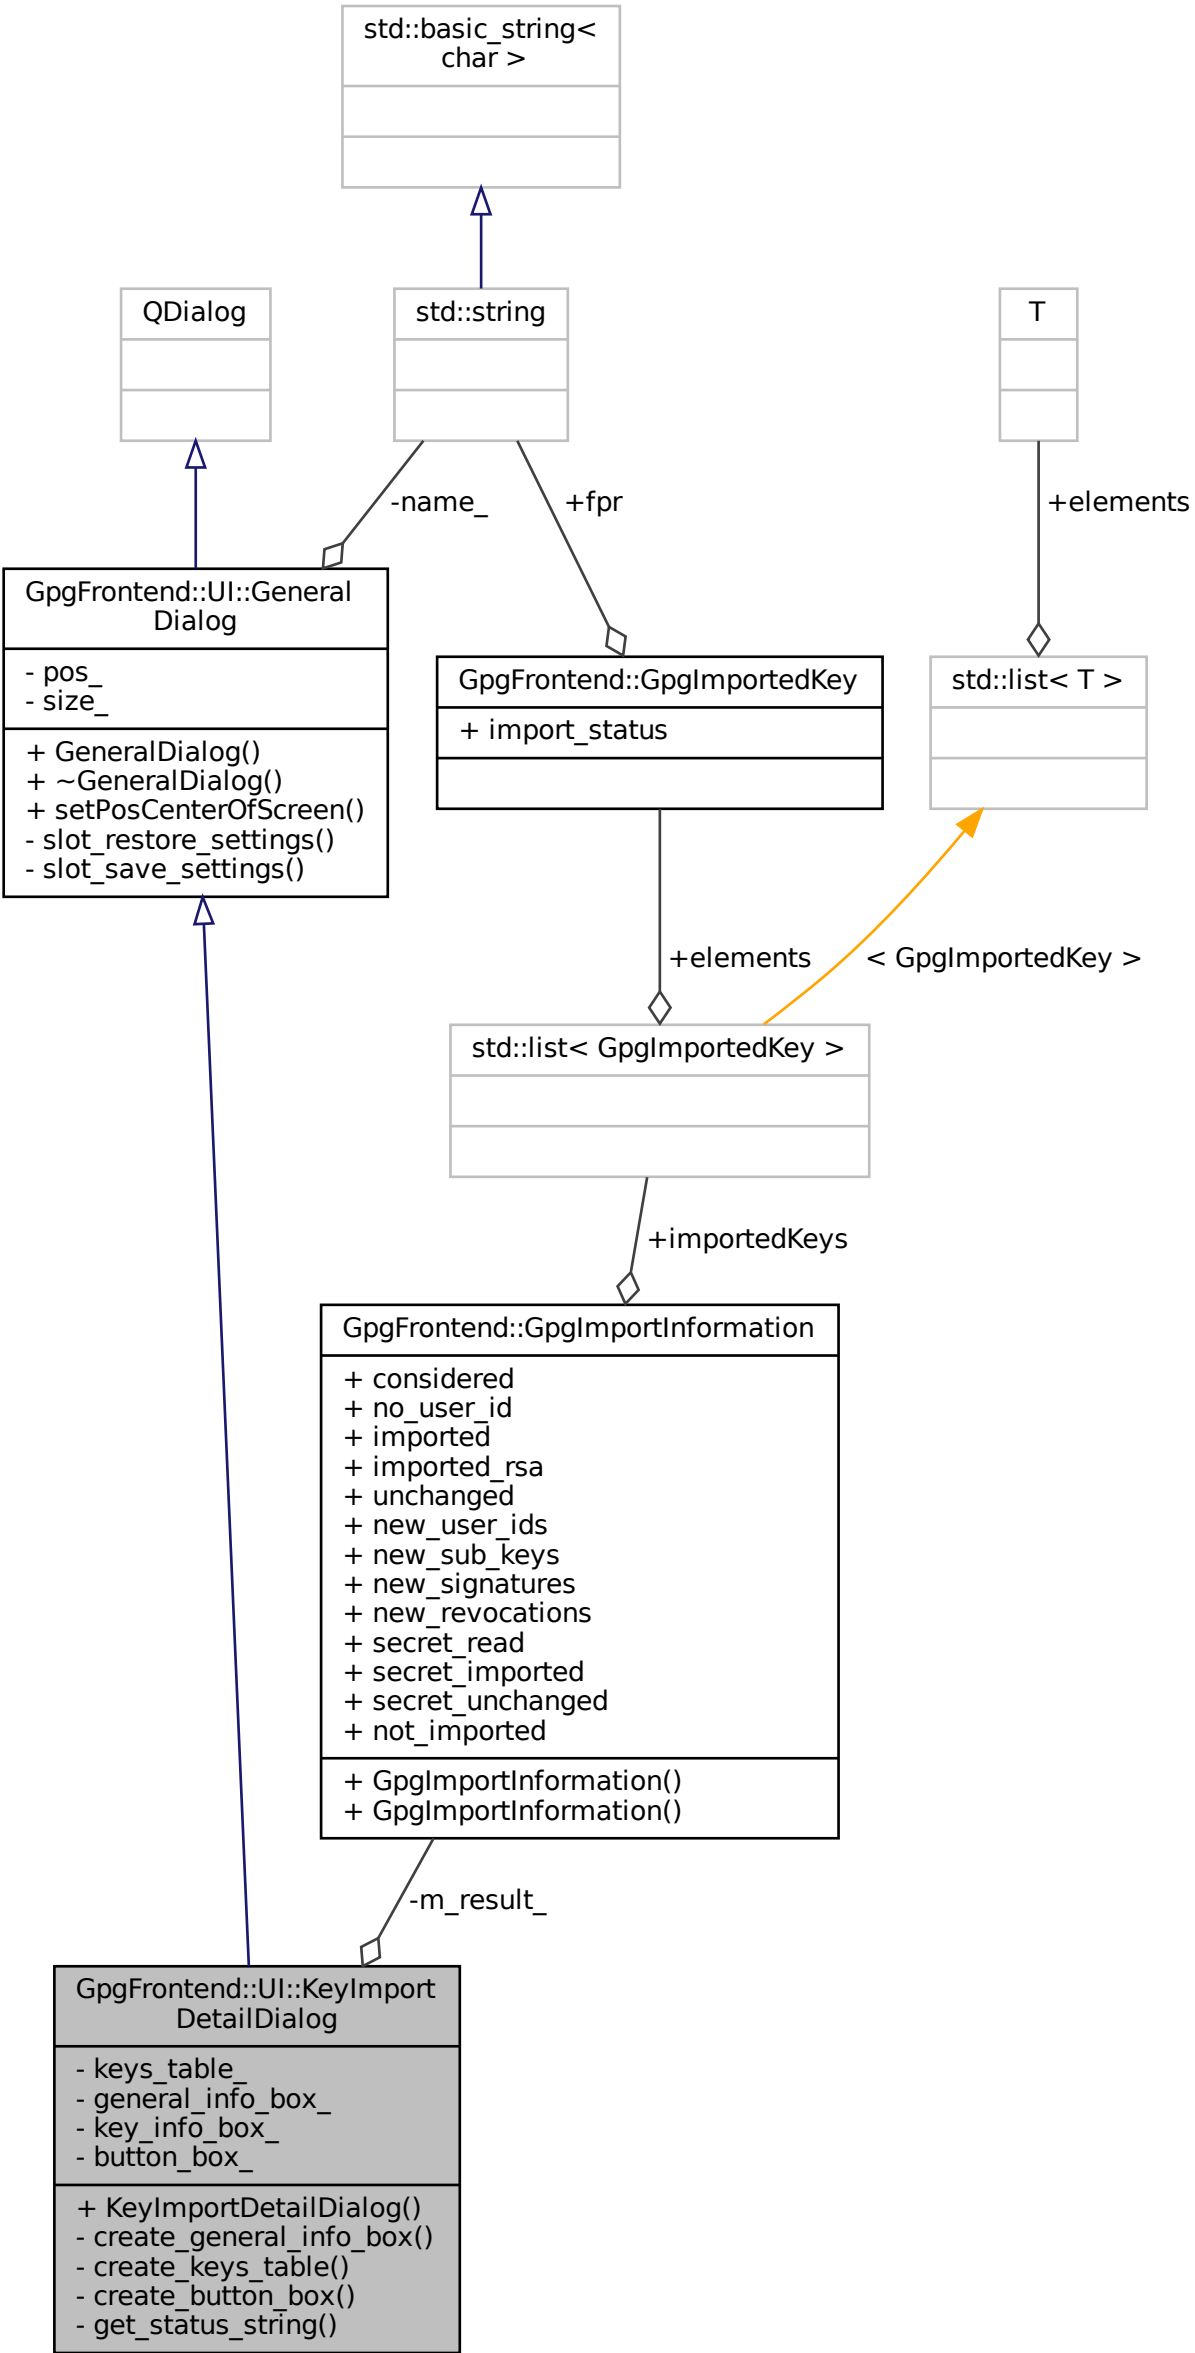 std::basic_string<
char >
QDialog
std::string
T
-name_
+fpr
+elements
GpgFrontend::UI::General
Dialog
- pos_
- size_
+ GeneralDialog()
+ ~GeneralDialog()
+ setPosCenterOfScreen()
- slot_restore_settings()
- slot_save_settings()
GpgFrontend::GpgImportedKey
+ import_status
std::list< T >
+elements
< GpgImportedKey >
std::list< GpgImportedKey >
+importedKeys
GpgFrontend::GpgImportInformation
+ considered
+ no_user_id
+ imported
+ imported_rsa
+ unchanged
+ new_user_ids
+ new_sub_keys
+ new_signatures
+ new_revocations
+ secret_read
+ secret_imported
+ secret_unchanged
+ not_imported
+ GpgImportInformation()
+ GpgImportInformation()
-m_result_
GpgFrontend::UI::KeyImport
DetailDialog
- keys_table_
- general_info_box_
- key_info_box_
- button_box_
+ KeyImportDetailDialog()
- create_general_info_box()
- create_keys_table()
- create_button_box()
- get_status_string()